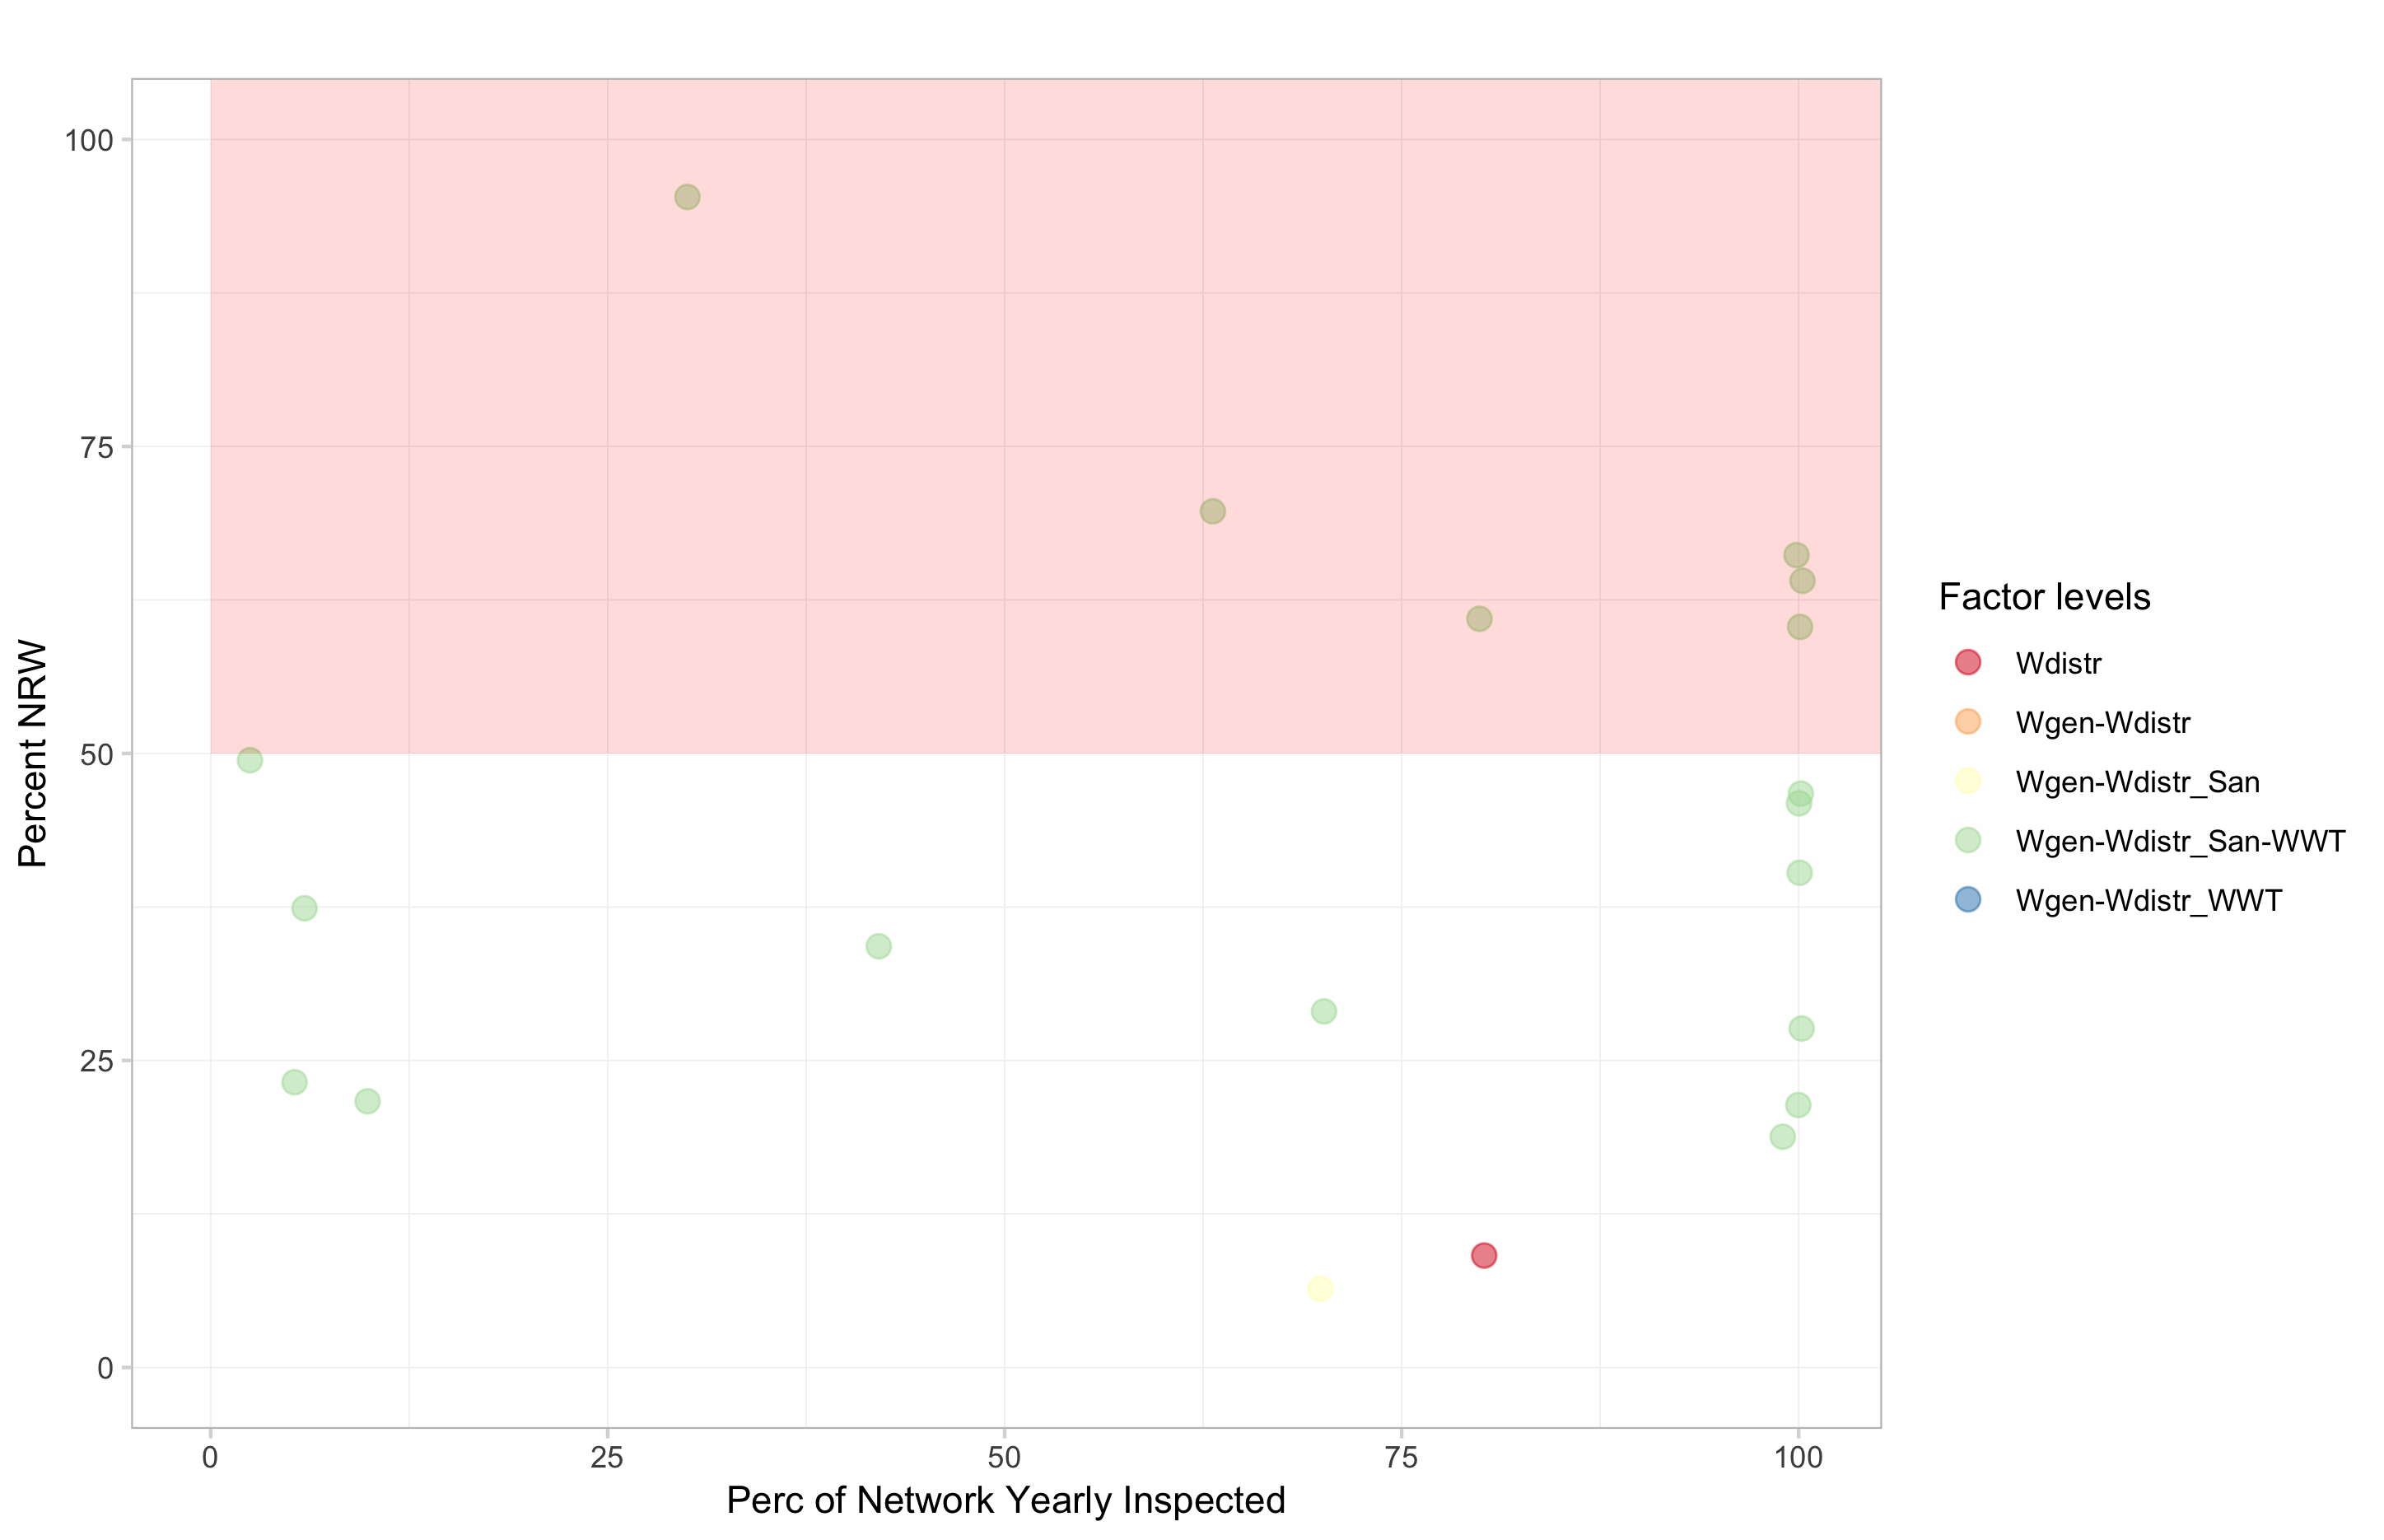 100
75
50
25
0
0 25 50 75 100
Percent NRW
Perc of Network Yearly Inspected
Factor levels
Wdistr
Wgen-Wdistr
Wgen-Wdistr_San
Wgen-Wdistr_San-WWT
Wgen-Wdistr_WWT